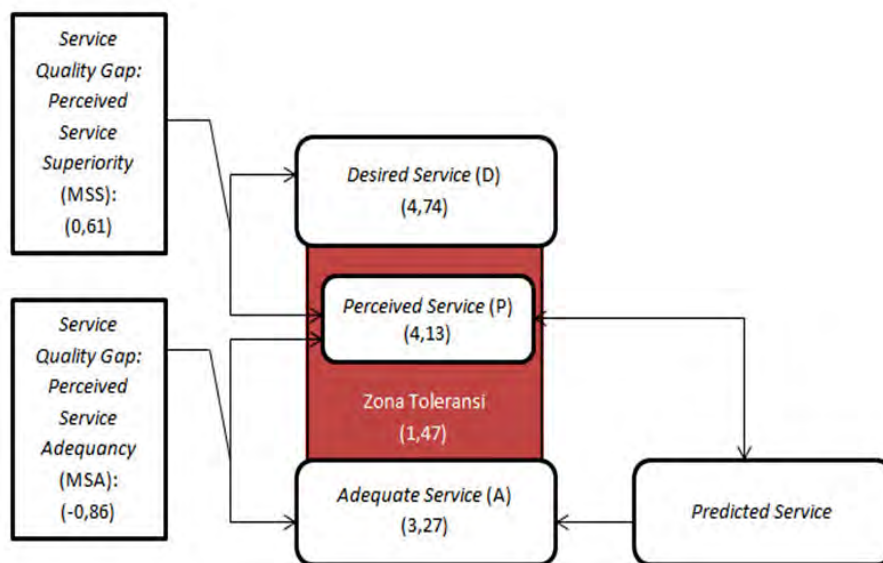 Service
Quality Gap:
Perceived
Service
Superiority
(MSS):
(0,61)
Desired Service (D)
(4,74)
Perceived Service (P)
(4,13)
Service
Quality Gap:
Perceived
Service
Adequancy
(MSA):
(-0,86)
Zona Toleransi
(1,47)
Adequate Service (A)
(3,27)
Predicted Service